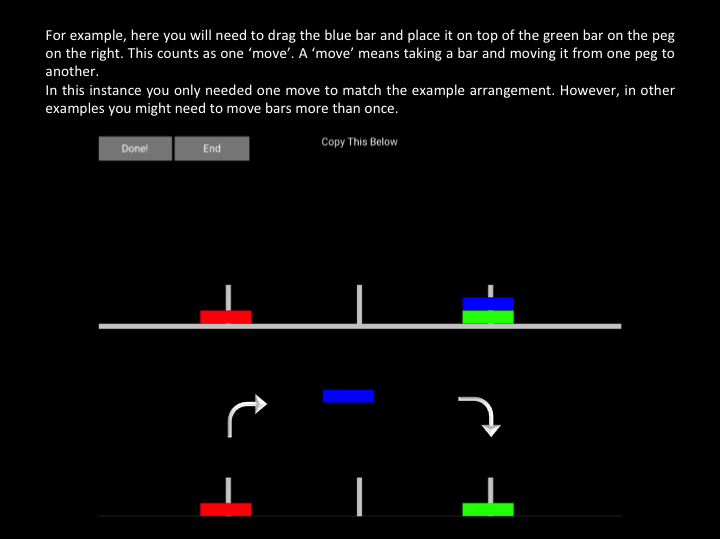 For example, here you will need to drag the blue bar and place it on top of the green bar on the peg
on the right. This counts as one ‘move’. A ‘move’ means taking a bar and moving it from one peg to
another.
In this instance you only needed one move to match the example arrangement. However, in other
examples you might need to move bars more than once.
Done! End Copy This Below